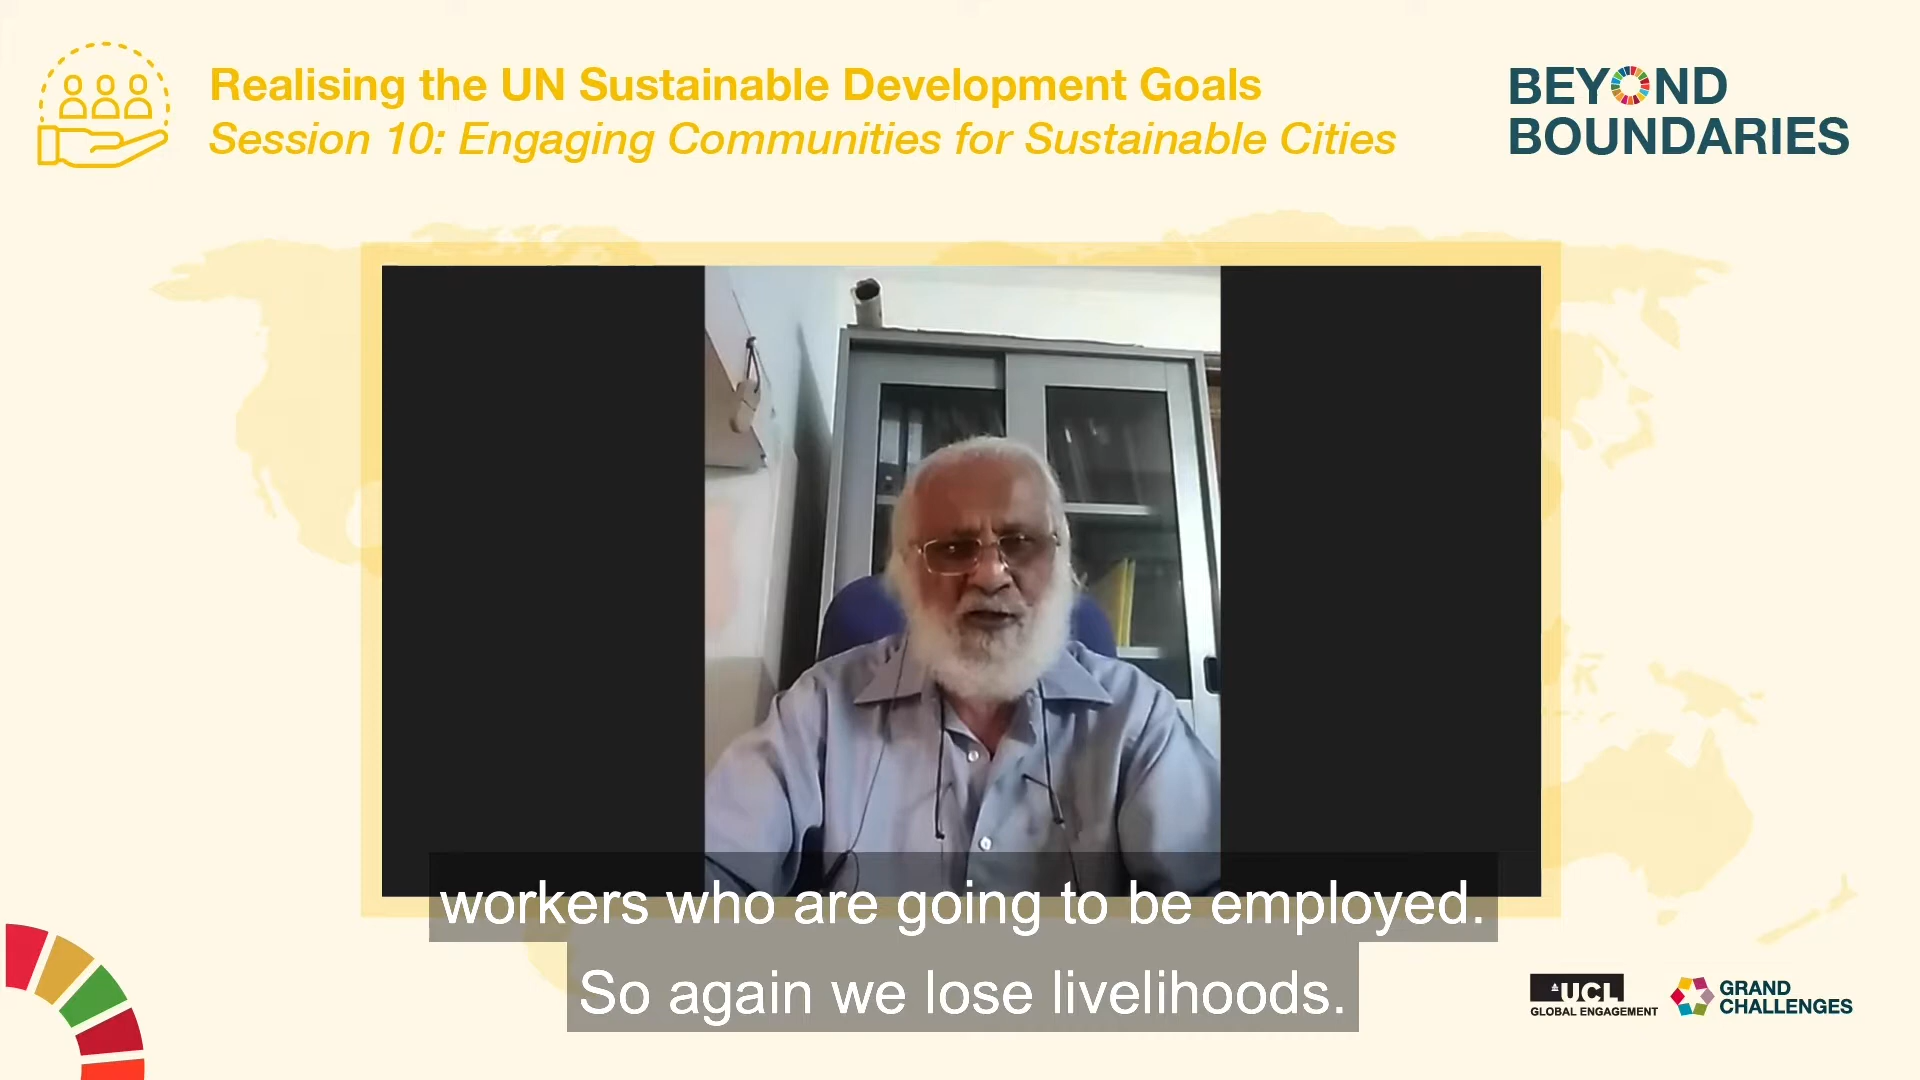 Realising the UN Sustainable Development Goals
Session 10: Engaging Communities for Sustainable Cities
BEYOND
BOUNDARIES
workers who are going to be employed.
So again we lose livelihoods.
UCL
GLOBAL ENGAGEMENT
GRAND
CHALLENGES